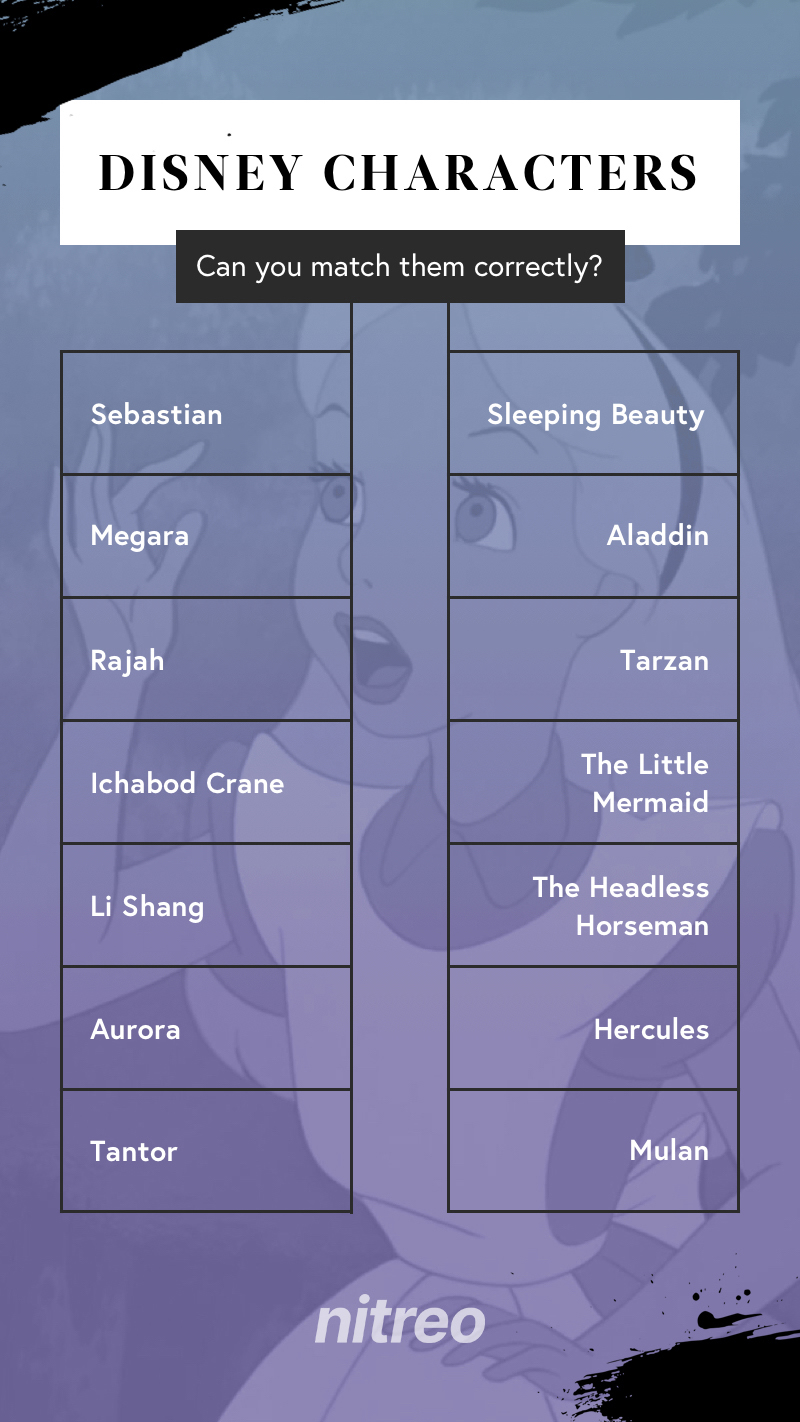 DISNEY CHARACTERS
Can you match them correctly?
Sebastian
Sleeping Beauty
Megara
Aladdin
Rajah
Tarzan
Ichabod Crane
The Little
Mermaid
Li Shang
The Headless
Horseman
Aurora
Hercules
Tantor
Mulan
nitreo